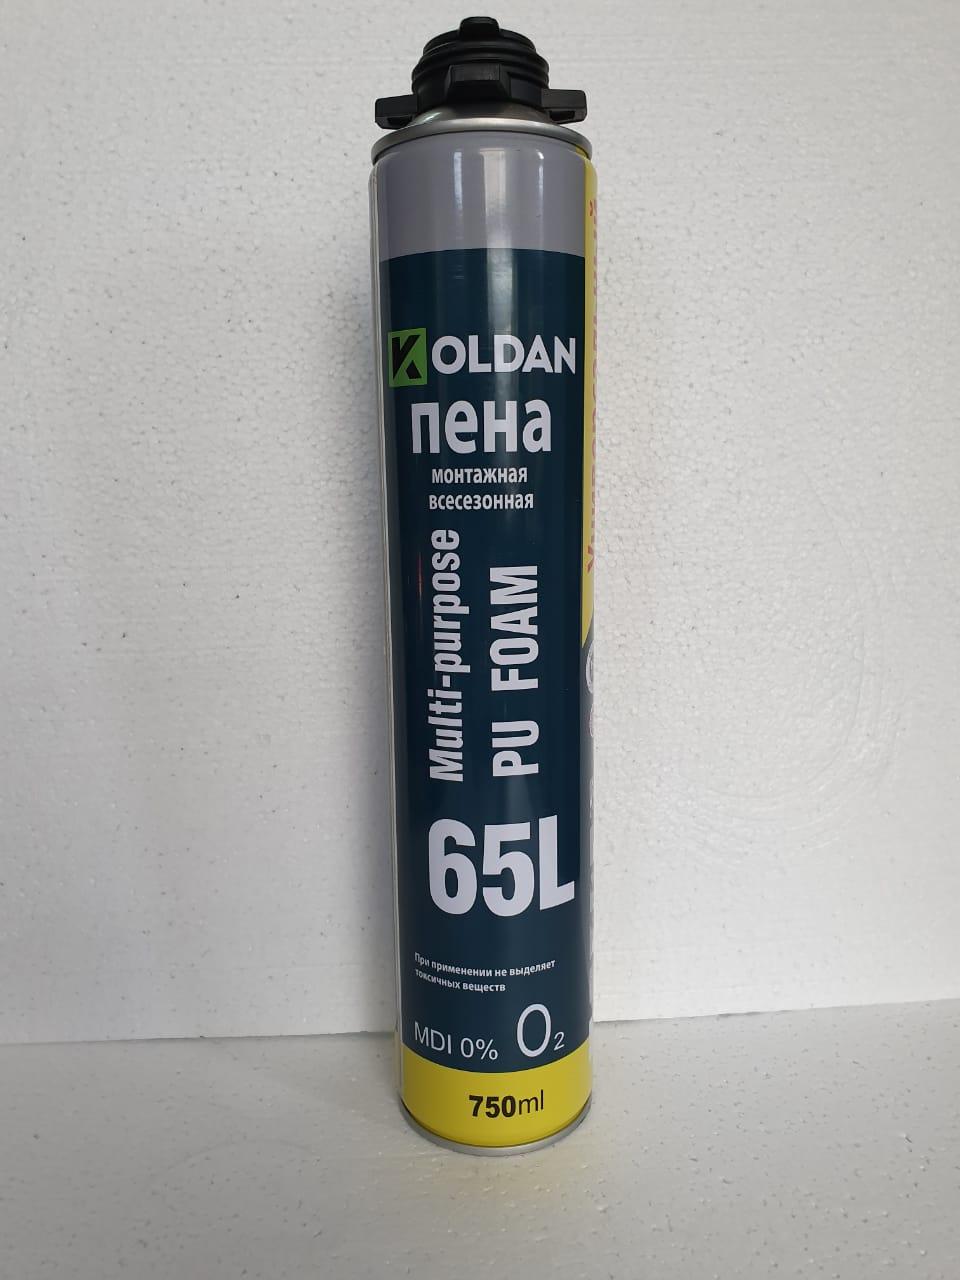 KOLDAN
пена
монтажная
всесезонная
Multi-purpose
PU FOAM
65L
При применении не выделяет
токсичных веществ
MDI 0% O2
750ml